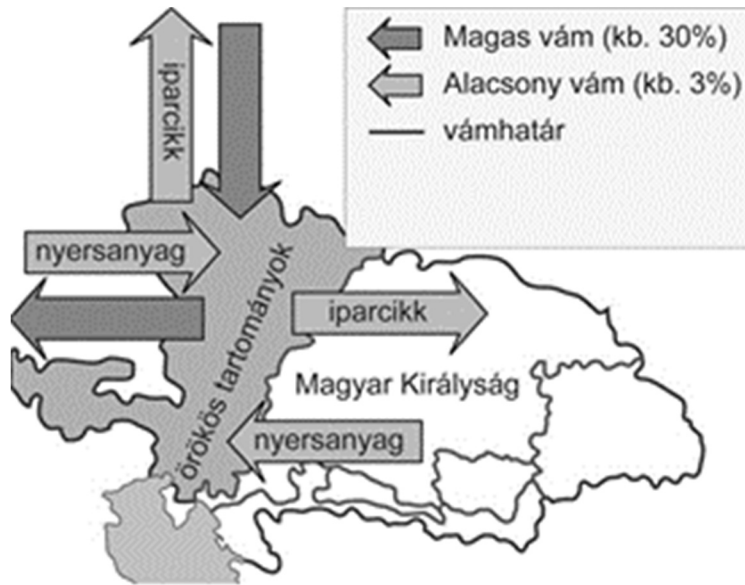 Magas vám (kb. 30%)
Alacsony vám (kb. 3%)
vámhatár
iparcikk
nyersanyag
örökös tartományok
iparcikk
Magyar Királyság
nyersanyag